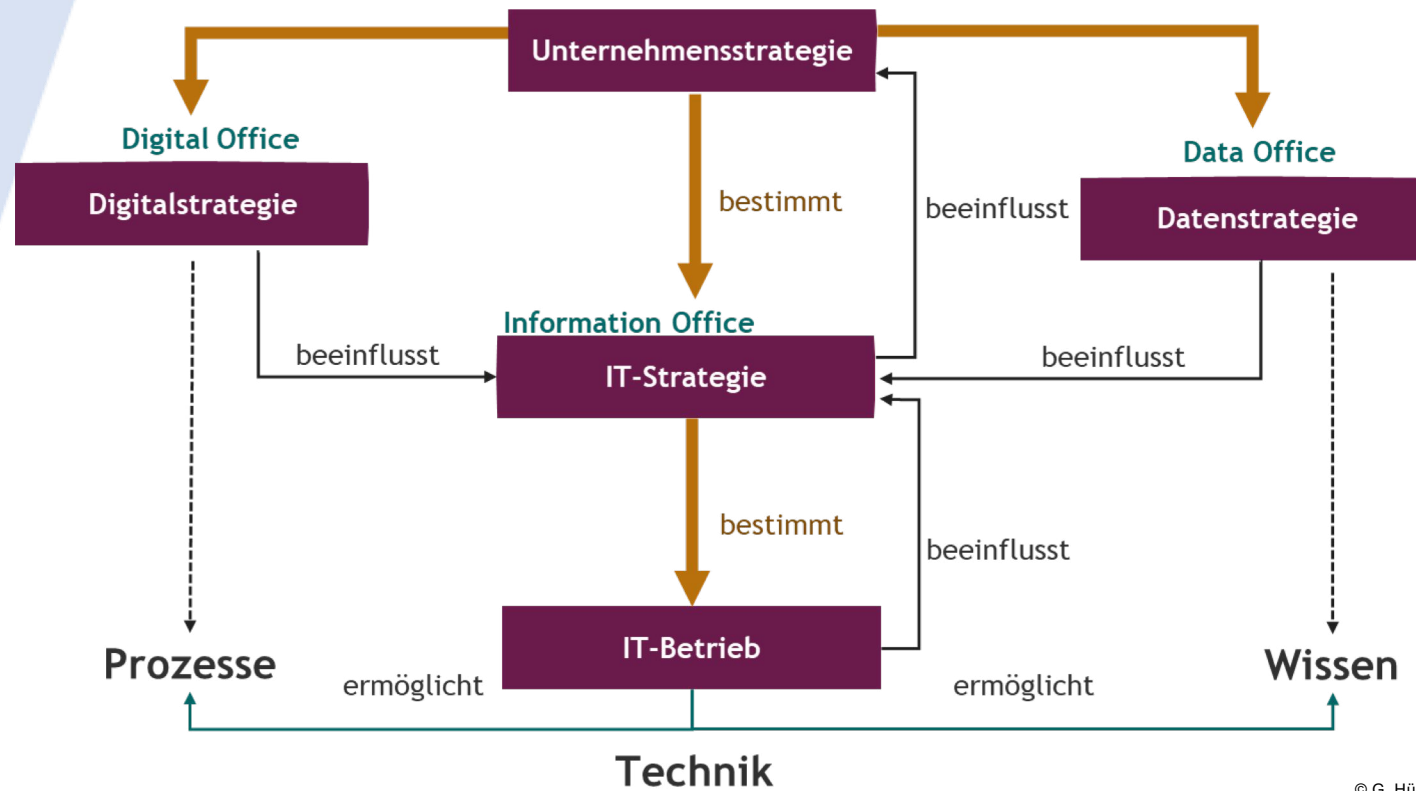 Unternehmensstrategie
Digital Office
Data Office
Digitalstrategie
bestimmt
beeinflusst
Datenstrategie
Information Office
beeinflusst
IT-Strategie
beeinflusst
bestimmt
beeinflusst
IT-Betrieb
Prozesse
ermöglicht
ermöglicht
Wissen
Technik
© G. Hü